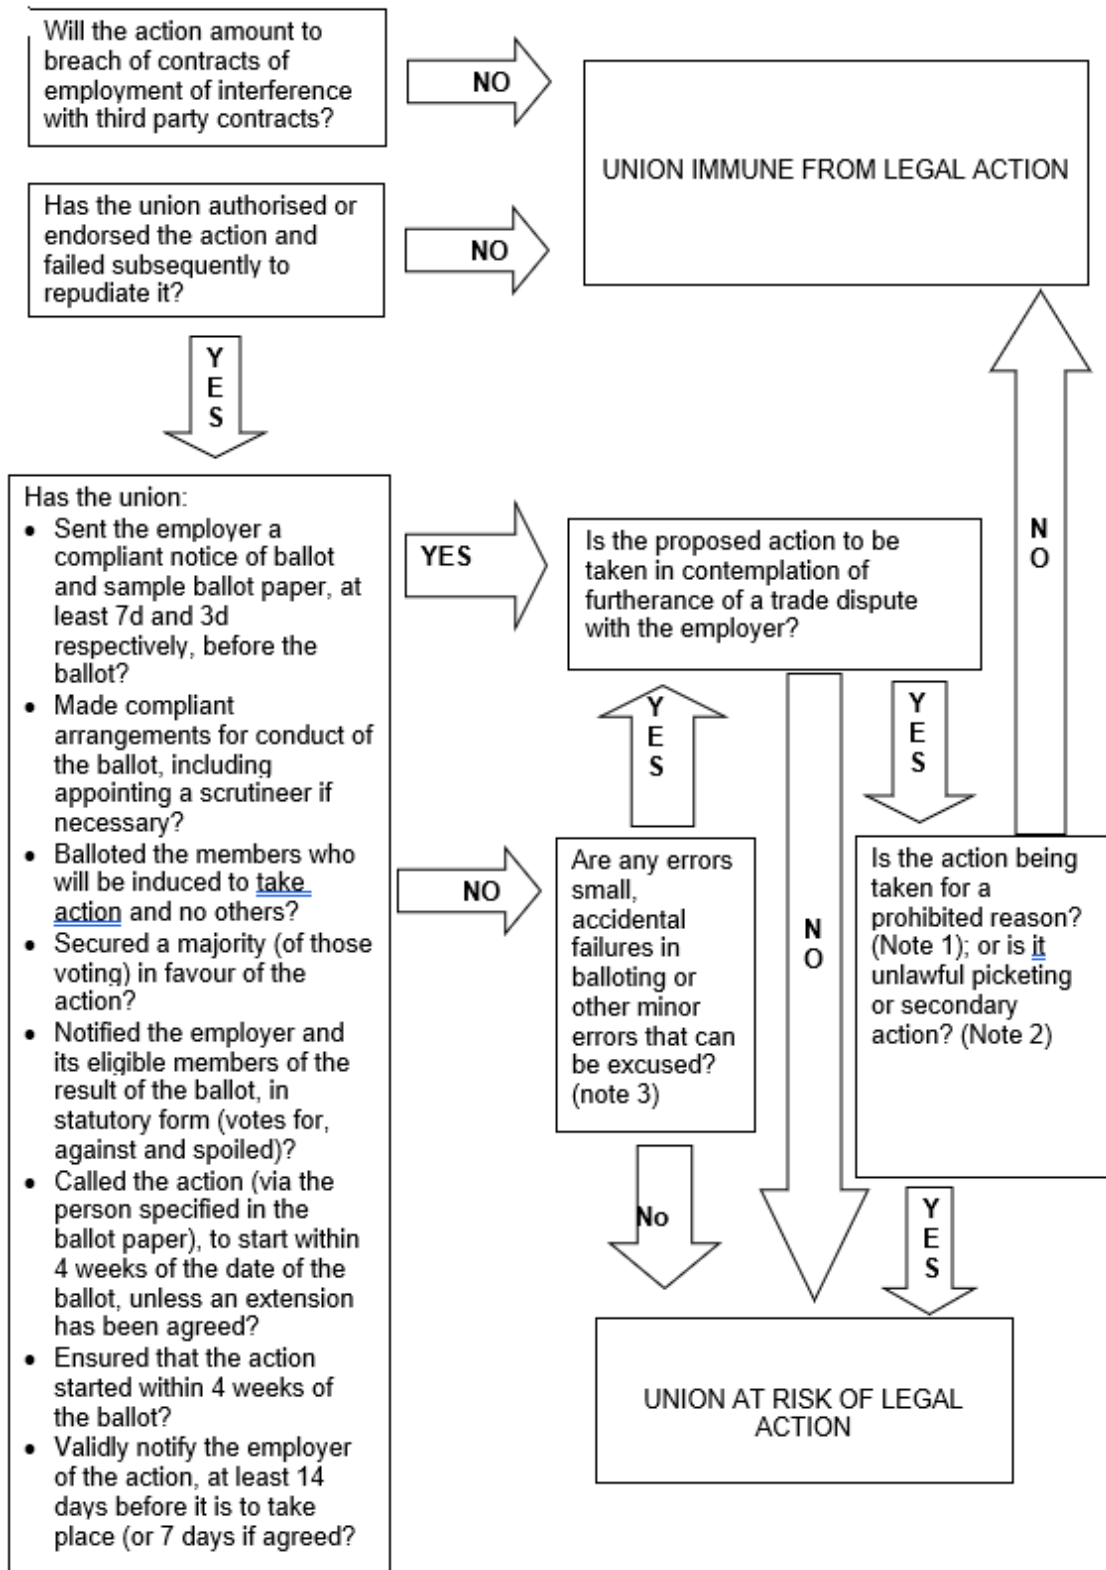 Will the action amount to
breach of contracts of
employment of interference
with third party contracts?
NO
UNION IMMUNE FROM LEGAL ACTION
Has the union authorised or
endorsed the action and
failed subsequently to
repudiate it?
NO
YES
Has the union:
• Sent the employer a
compliant notice of ballot
and sample ballot paper, at
least 7d and 3d
respectively, before the
ballot?
• Made compliant
arrangements for conduct of
the ballot, including
appointing a scrutineer if
necessary?
• Balloted the members who
will be induced to take
action and no others?
• Secured a majority (of those
voting) in favour of the
action?
• Notified the employer and
its eligible members of the
result of the ballot, in
statutory form (votes for,
against and spoiled)?
• Called the action (via the
person specified in the
ballot paper), to start within
4 weeks of the date of the
ballot, unless an extension
has been agreed?
• Ensured that the action
started within 4 weeks of
the ballot?
• Validly notify the employer
of the action, at least 14
days before it is to take
place (or 7 days if agreed?
YES
Is the proposed action to be
taken in contemplation of
furtherance of a trade dispute
with the employer?
NO
YES
YES
NO
NO
Are any errors
small,
accidental
failures in
balloting or
other minor
errors that can
be excused?
(note 3)
Is the action being
taken for a
prohibited reason?
(Note 1); or is it
unlawful picketing
or secondary
action? (Note 2)
No
YES
UNION AT RISK OF LEGAL
ACTION